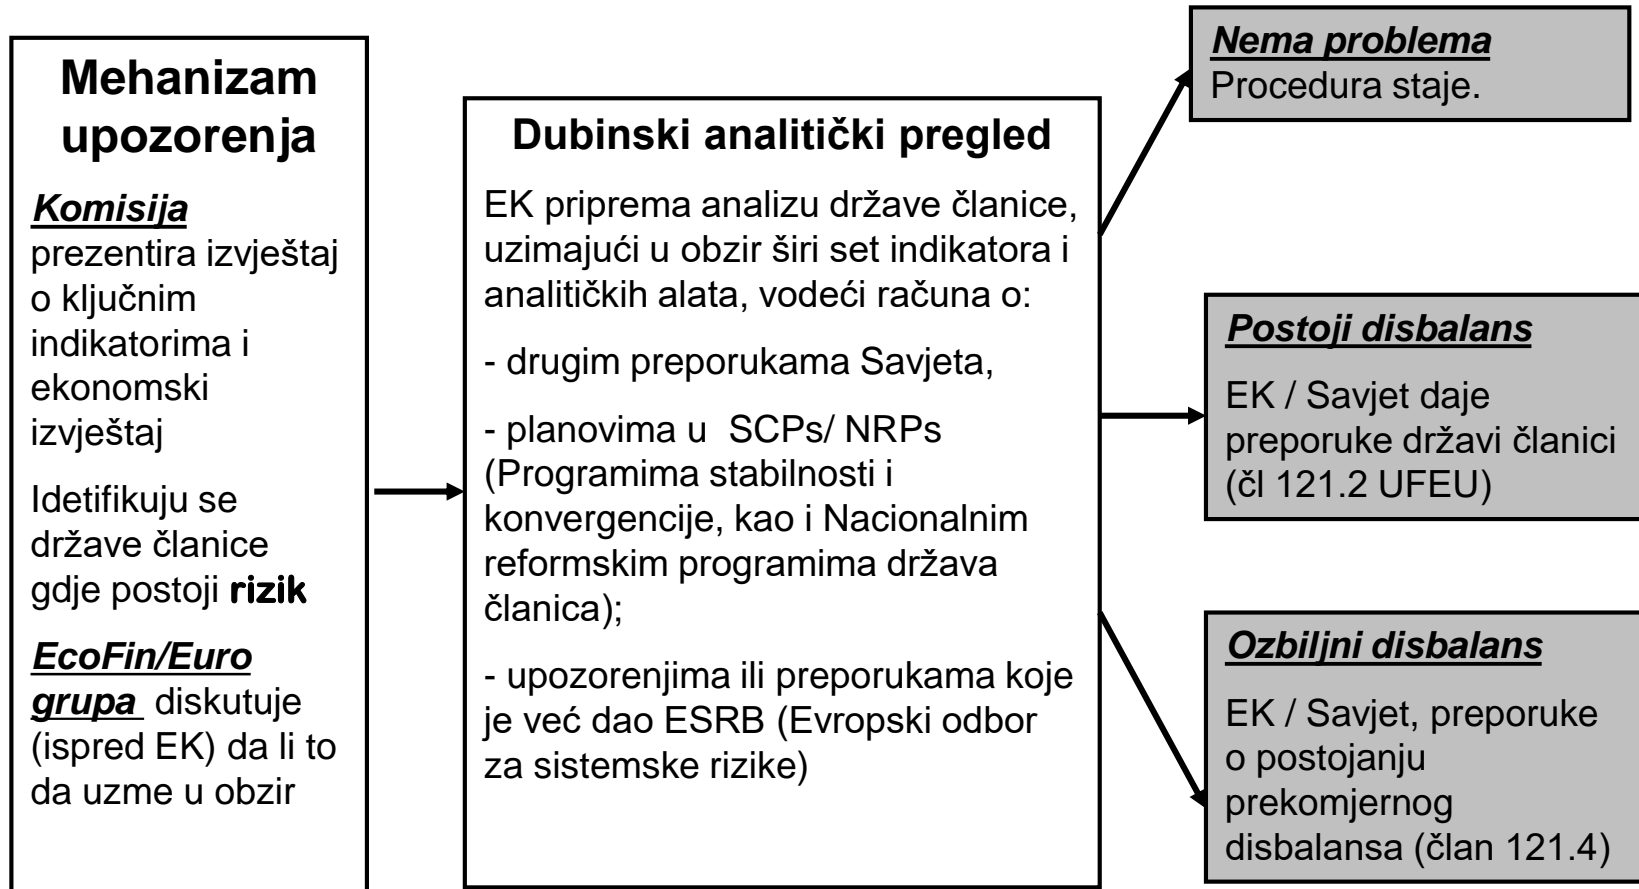 Mehanizam
upozorenja
Komisija
prezentira izvještaj
o ključnim
indikatorima i
ekonomski
izvještaj
Idetifikuju se
države članice
gdje postoji rizik
EcoFin/Euro
grupa diskutuje
(ispred EK) da li to
da uzme u obzir
Dubinski analitički pregled
EK priprema analizu države članice,
uzimajući u obzir širi set indikatora i
analitičkih alata, vodeći računa o:
- drugim preporukama Savjeta,
- planovima u SCPs/ NRPs
(Programima stabilnosti i
konvergencije, kao i Nacionalnim
reformskim programima država
članica);
- upozorenjima ili preporukama koje
je već dao ESRB (Evropski odbor
za sistemske rizike)
Nema problema
Procedura staje.
Postoji disbalans
EK / Savjet daje
preporuke državi članici
(čl 121.2 UFEU)
Ozbiljni disbalans
EK / Savjet, preporuke
o postojanju
prekomjernog
disbalansa (član 121.4)